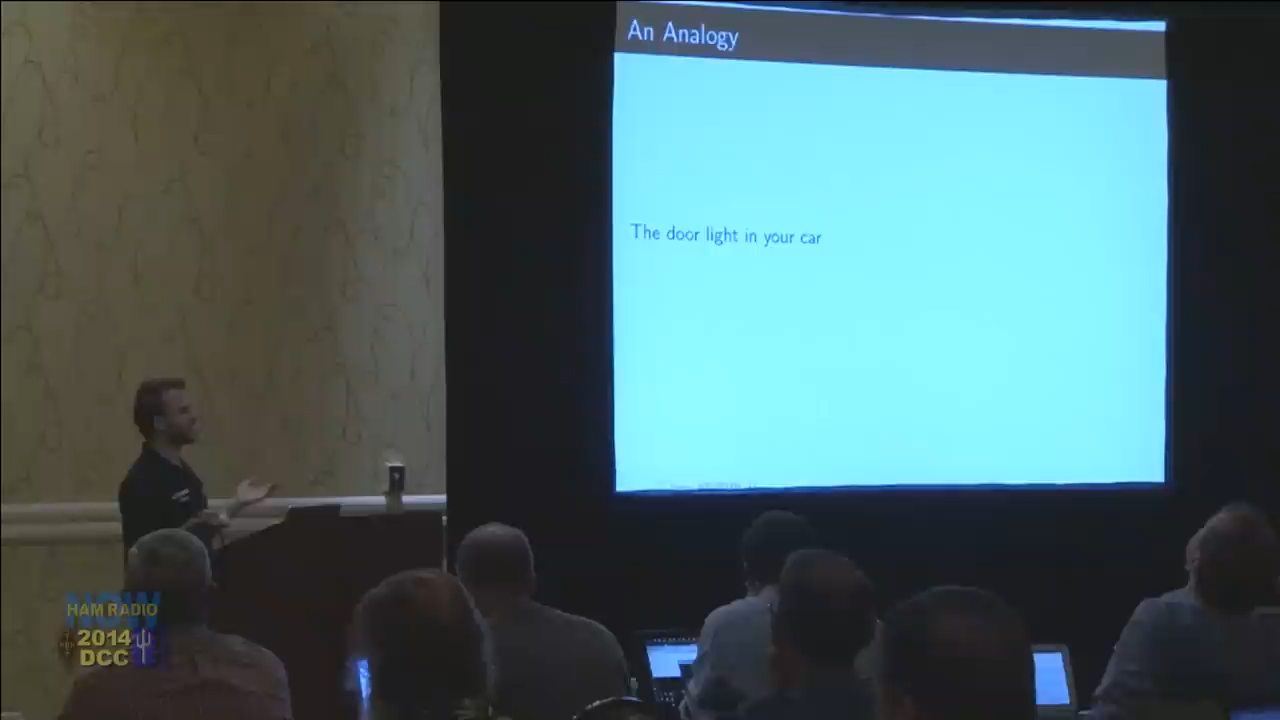 An Analogy
The door light in your car
NOW
HAM RADIO
2014
DCC